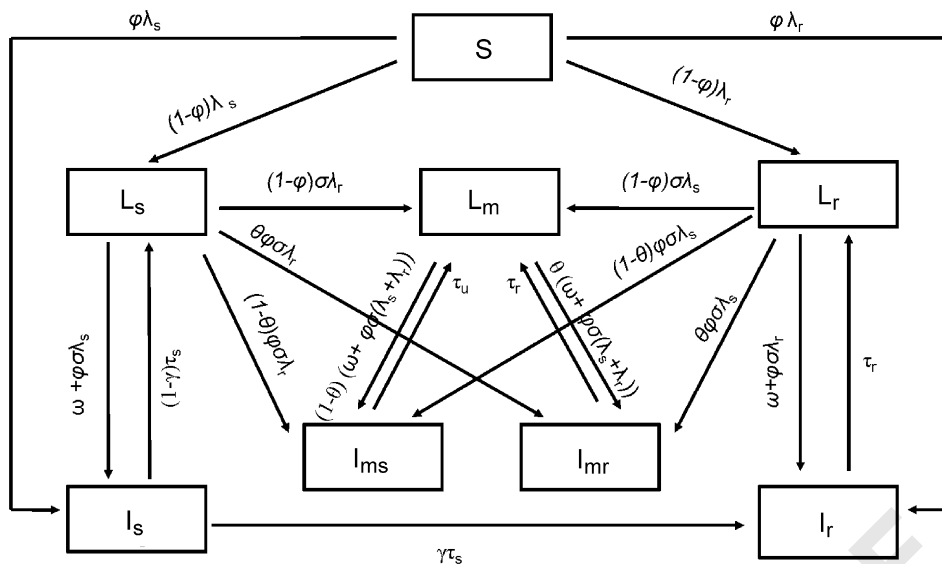 φλs
φ λr
S
(1-φ)λ s
(1-φ)λr
Ls
(1-φ)σλr
Lm
(1-φ)σλs
Lr
θφσλr
(1-θ)φσλs
(1-θ)φσλr
(1-θ) (ω+ φσ(λs+λr))
τu
τr
θ (ω+ φσ(λs+λr))
θφσλs
ω +φσλs
(1-γ)τs
ω+φσλr
τr
Ims
Imr
Is
Ir
γτs